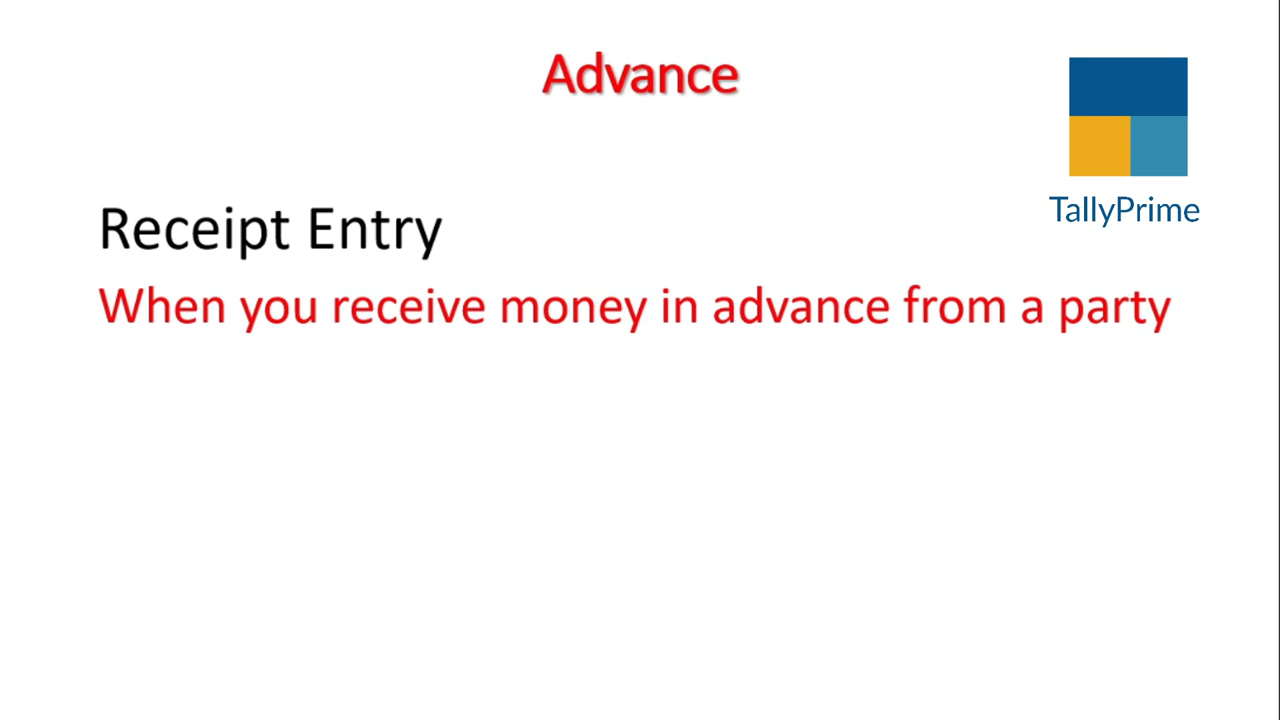 Advance
TallyPrime
Receipt Entry
When you receive money in advance from a party